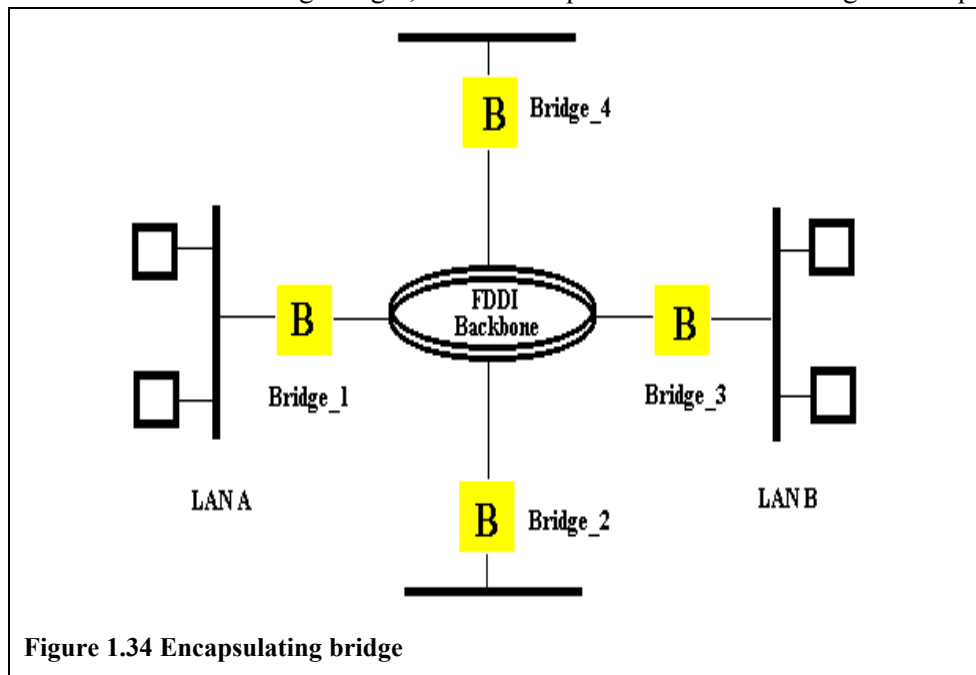 B
Bridge_4
FDDI
Backbone
B
B
Bridge_1
Bridge_3
LAN A
LAN B
B
Bridge_2
Figure 1.34 Encapsulating bridge